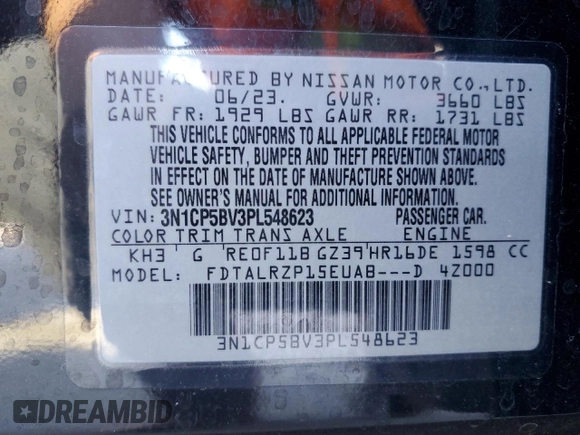 MANUFACTURED BY NISSAN MOTOR CO.,LTD.
DATE: 06/23. GVWR: 3660 LBS
GAWR FR: 1929 LBS GAWR RR: 1731 LBS
THIS VEHICLE CONFORMS TO ALL APPLICABLE FEDERAL MOTOR
VEHICLE SAFETY, BUMPER AND THEFT PREVENTION STANDARDS
IN EFFECT ON THE DATE OF MANUFACTURE SHOWN ABOVE.
SEE OWNER'S MANUAL FOR ADDITIONAL INFORMATION.
VIN: 3N1CP5BV3PL548623 PASSENGER CAR.
COLOR TRIM TRANS AXLE ENGINE
KH3 G RE0F11B GZ39 HR16DE 1598 CC
MODEL: FDTALRZP15EUAB---D 4Z000
3N1CP5BV3PL548623
DREAMBID